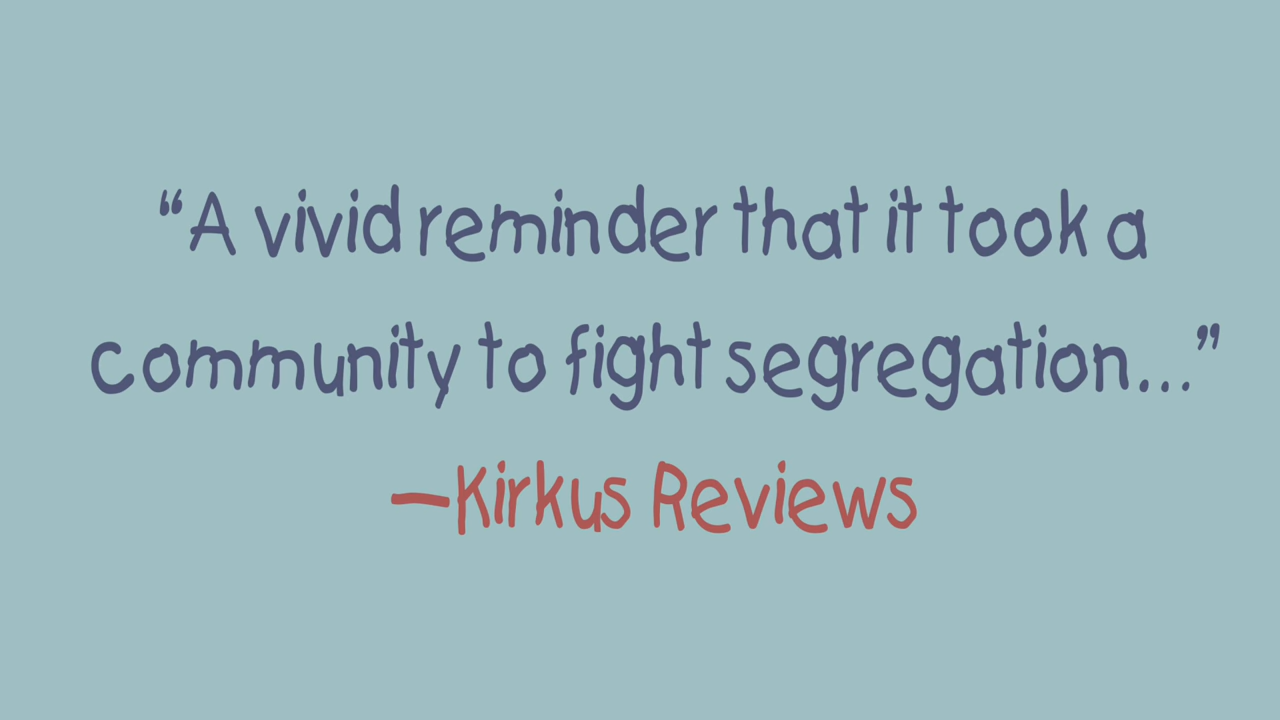 “A vivid reminder that it took a
community to fight segregation...”
—Kirkus Reviews